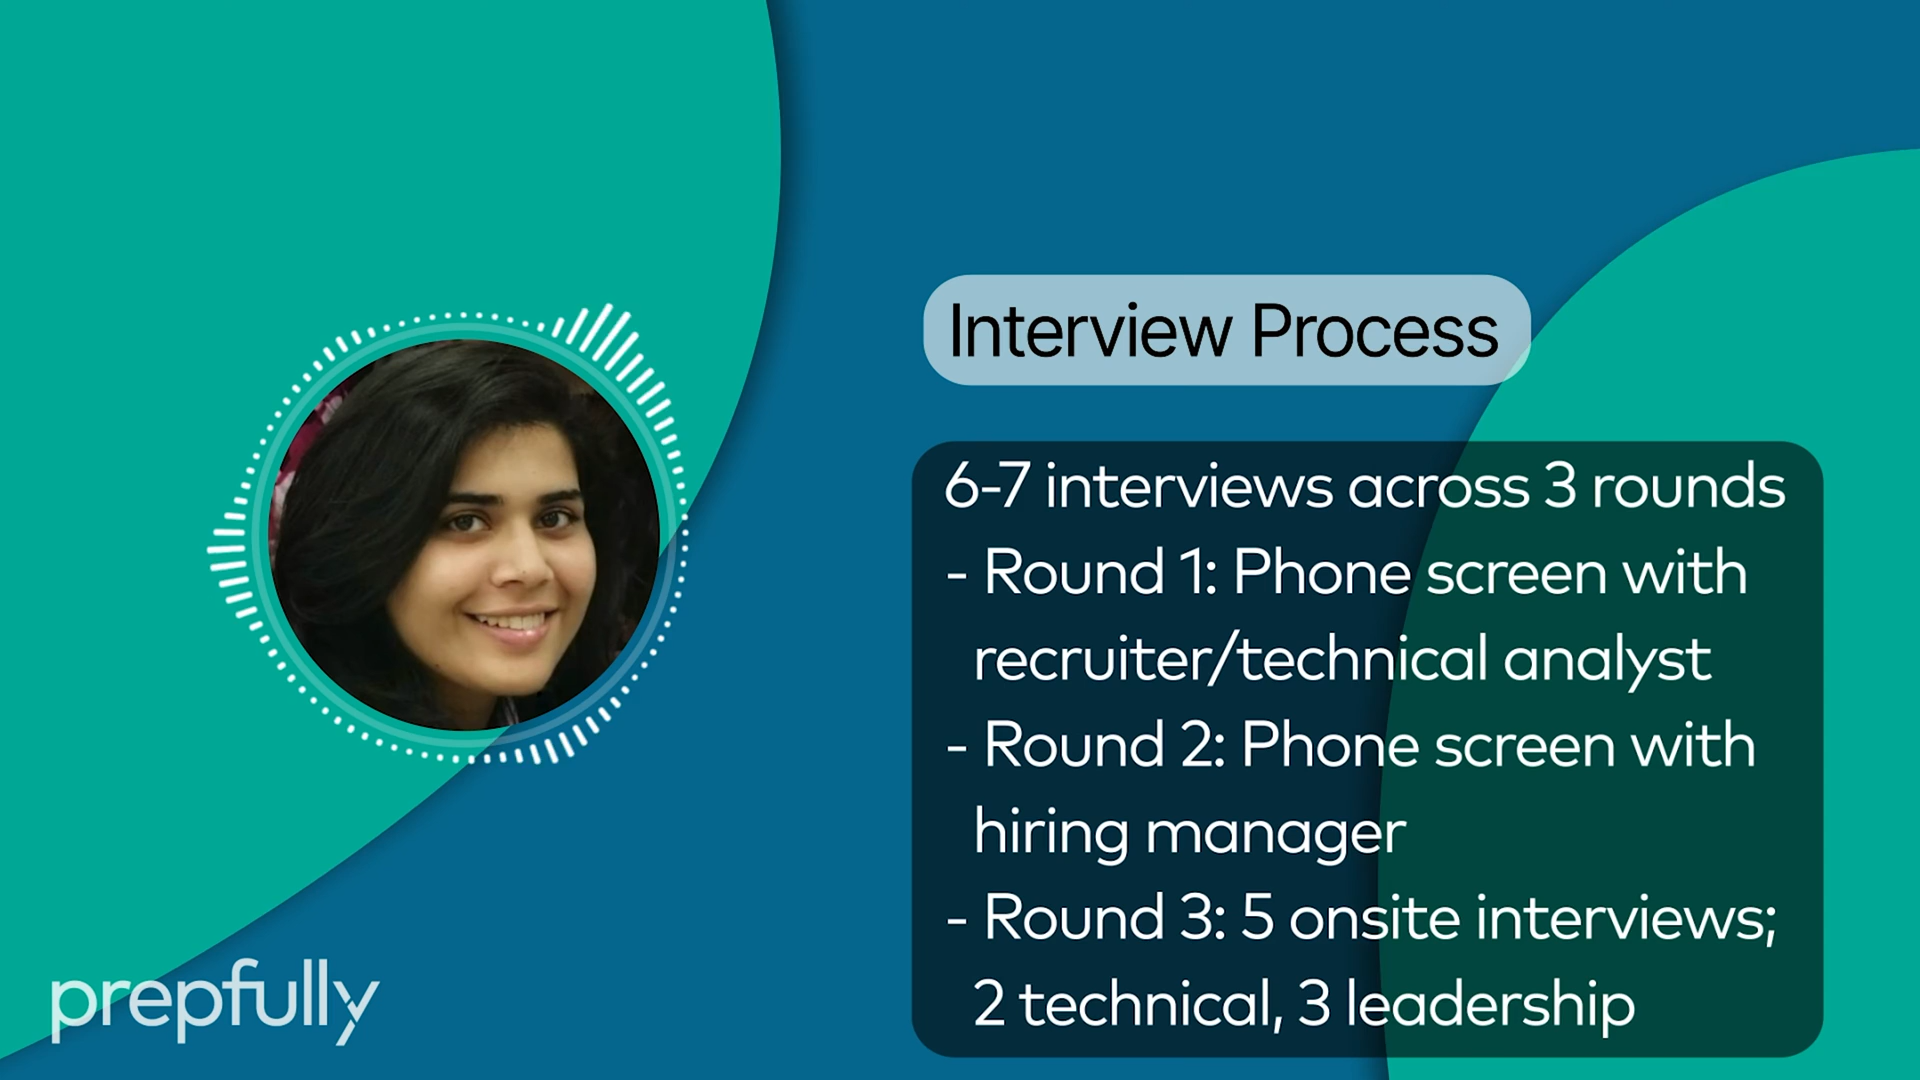 Interview Process
6-7 interviews across 3 rounds
- Round 1: Phone screen with
recruiter/technical analyst
- Round 2: Phone screen with
hiring manager
- Round 3: 5 onsite interviews;
2 technical, 3 leadership
prepfully